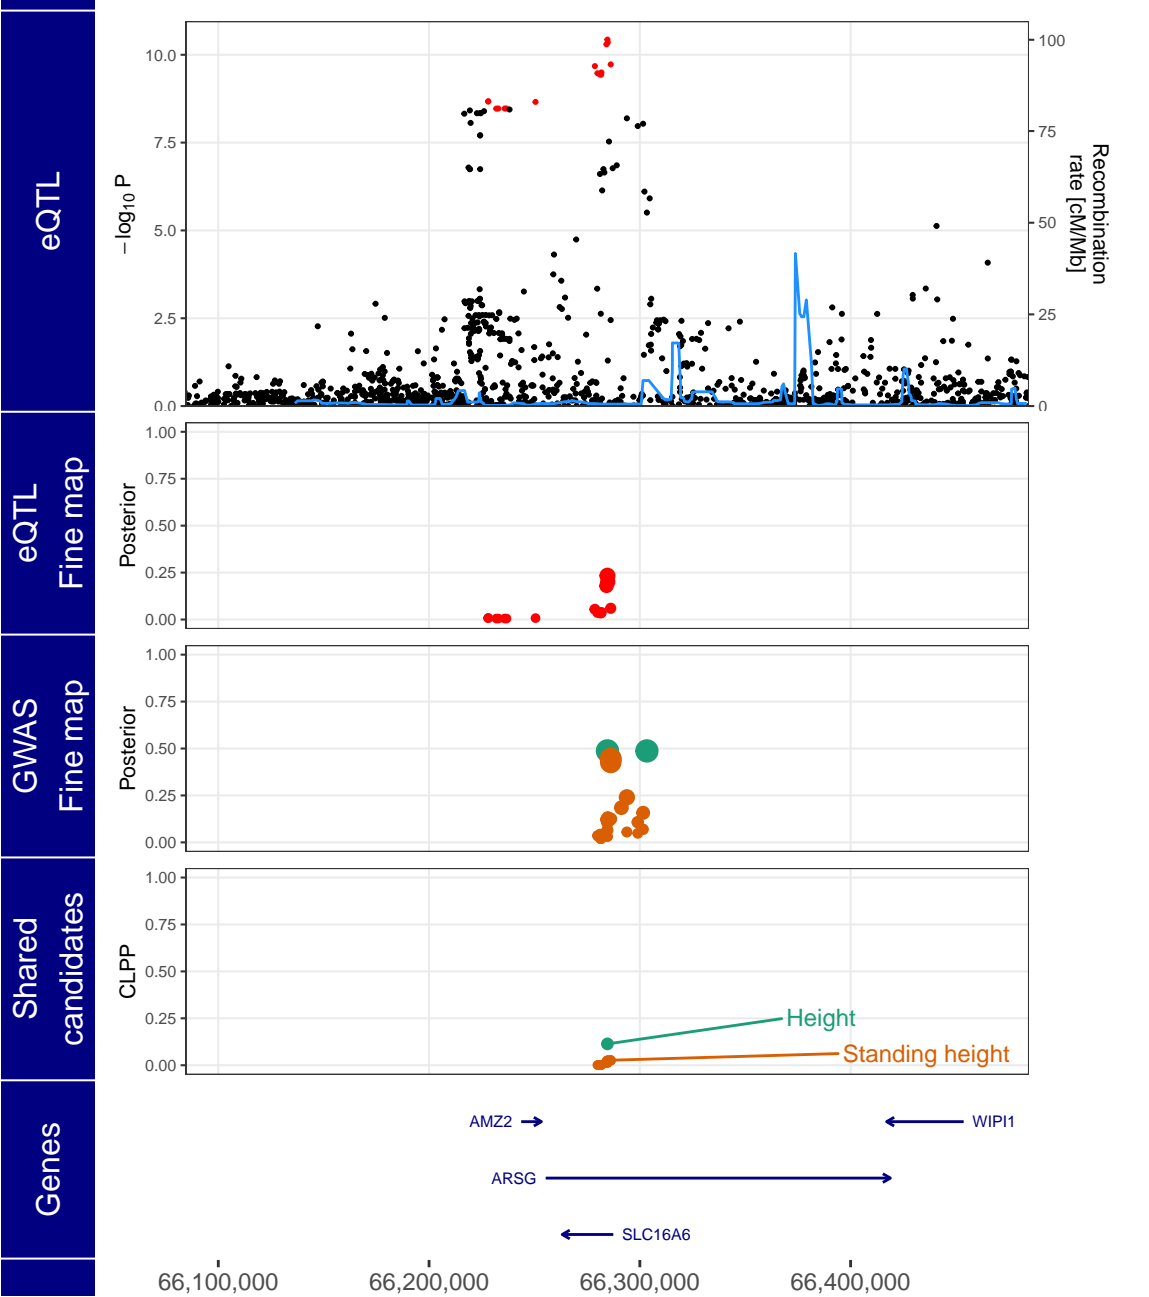 eQTL
−log10 P
10.0
7.5
5.0
2.5
0.0
100
75
50
25
0
Recombination
rate [cM/Mb]
eQTL
Fine map
Posterior
1.00
0.75
0.50
0.25
0.00
GWAS
Fine map
Posterior
1.00
0.75
0.50
0.25
0.00
Shared
candidates
CLPP
1.00
0.75
0.50
0.25
0.00
Height
Standing height
Genes
AMZ2
WIPI1
ARSG
SLC16A6
66,100,000
66,200,000
66,300,000
66,400,000